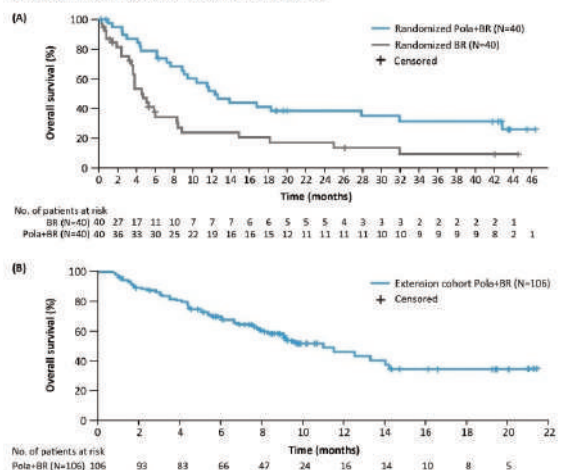 (A)
100
80
60
40
20
0
Overall survival (%)
Randomized Pola+BR (N=40)
Randomized BR (N=40)
Censored
0 2 4 6 8 10 12 14 16 18 20 22 24 26 28 30 32 34 36 38 40 42 44 46
Time (months)
No. of patients at risk
BR (N=40) 40 27 17 11 10 7 7 7 6 6 5 5 5 4 3 3 3 2 2 2 2 2 1
Pola+BR (N=40) 40 36 33 30 25 22 19 16 16 15 12 11 11 11 11 10 10 9 9 9 9 8 2 1
(B)
100
80
60
40
20
0
Overall survival (%)
Extension cohort Pola+BR (N=106)
Censored
0 2 4 6 8 10 12 14 16 18 20 22
Time (months)
No. of patients at risk
Pola+BR (N=106) 106 93 83 66 47 24 16 14 10 8 5